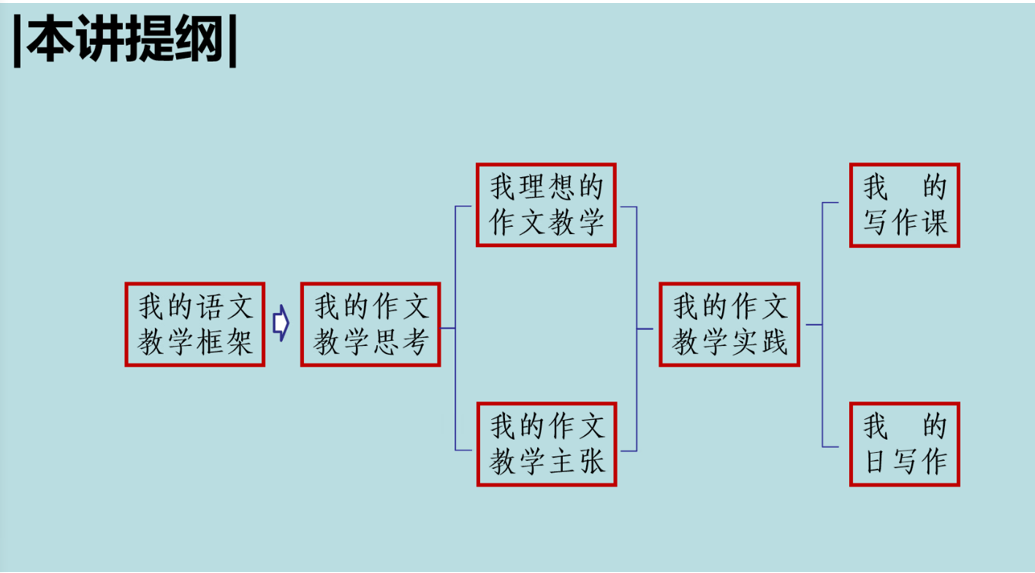 |本讲提纲|
我的语文
教学框架
我的作文
教学思考
我理想的
作文教学
我的作文
教学主张
我的作文
教学实践
我 的
写作课
我 的
日写作